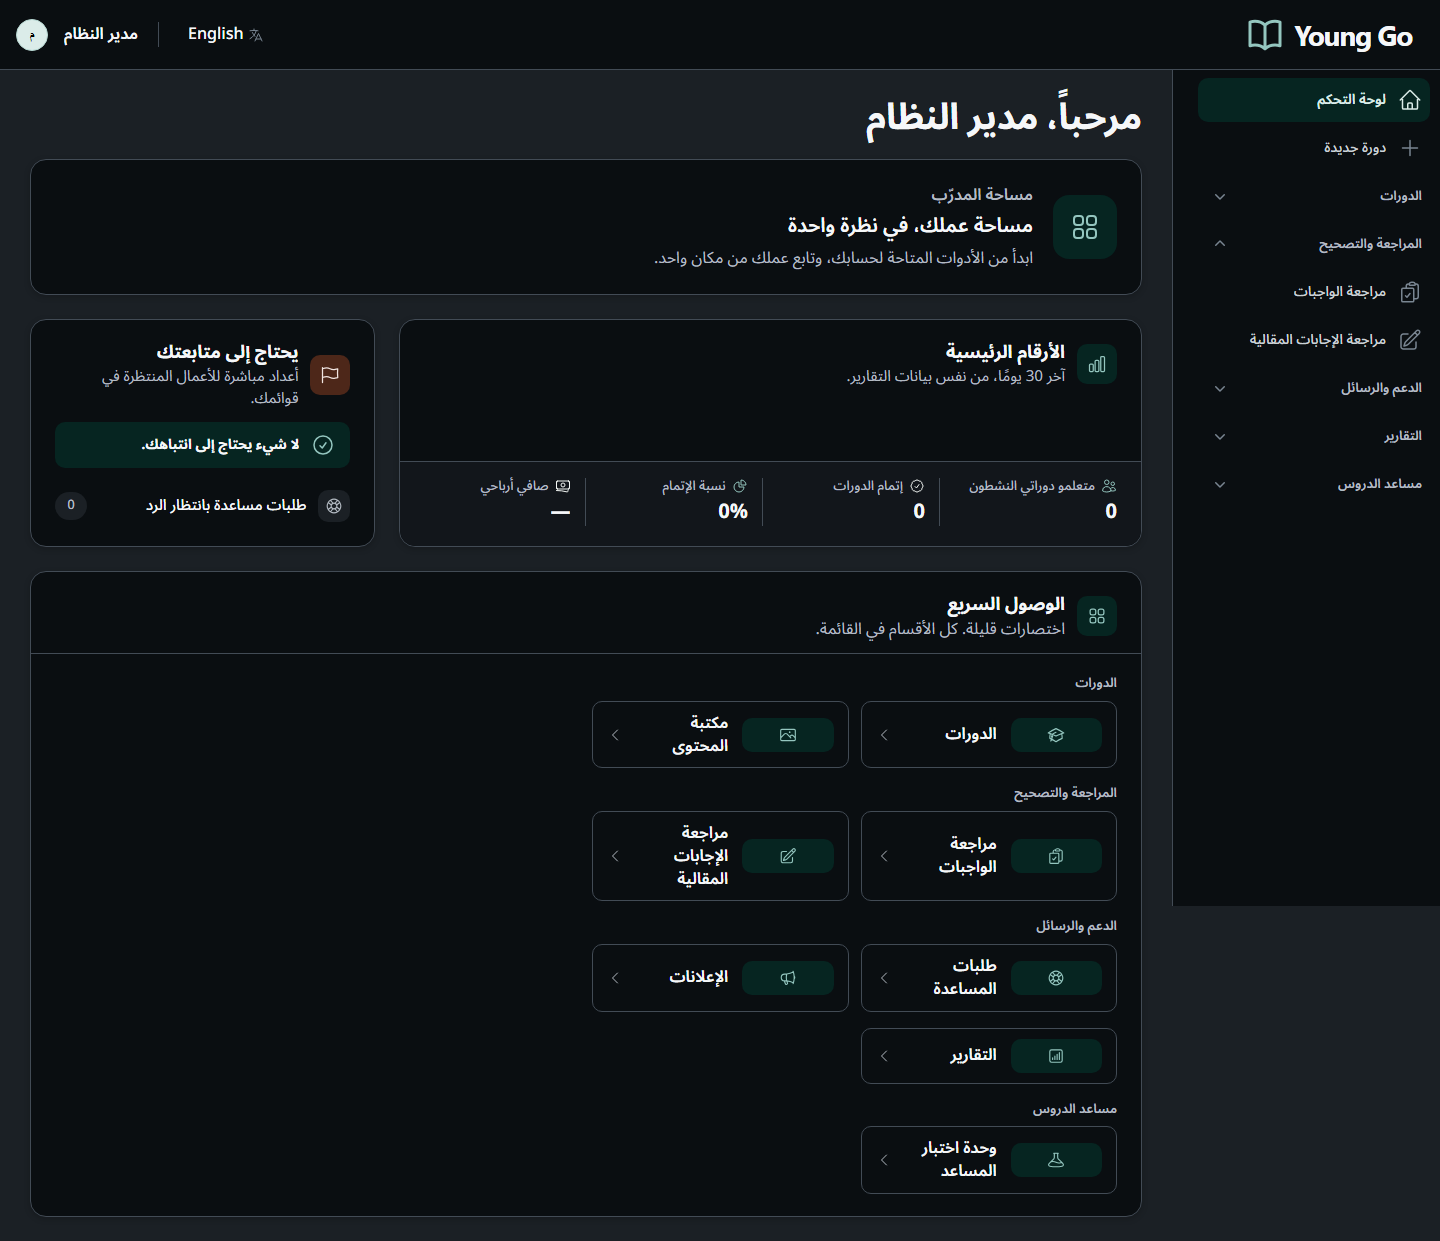 Young Go
English
مدير النظام
م
لوحة التحكم
دورة جديدة
الدورات
المراجعة والتصحيح
مراجعة الواجبات
مراجعة الإجابات المقالية
الدعم والرسائل
التقارير
مساعد الدروس
مرحباً، مدير النظام
مساحة المدرّب
مساحة عملك، في نظرة واحدة
ابدأ من الأدوات المتاحة لحسابك، وتابع عملك من مكان واحد.
الأرقام الرئيسية
آخر 30 يومًا، من نفس بيانات التقارير.
متعلمو دوراتي النشطون
0
إتمام الدورات
0
نسبة الإتمام
0%
صافي أرباحي
—
يحتاج إلى متابعتك
أعداد مباشرة للأعمال المنتظرة في
قوائمك.
لا شيء يحتاج إلى انتباهك.
طلبات مساعدة بانتظار الرد
0
الوصول السريع
اختصارات قليلة. كل الأقسام في القائمة.
الدورات
الدورات
مكتبة
المحتوى
المراجعة والتصحيح
مراجعة
الواجبات
مراجعة
الإجابات
المقالية
الدعم والرسائل
طلبات
المساعدة
الإعلانات
التقارير
مساعد الدروس
وحدة اختبار
المساعد